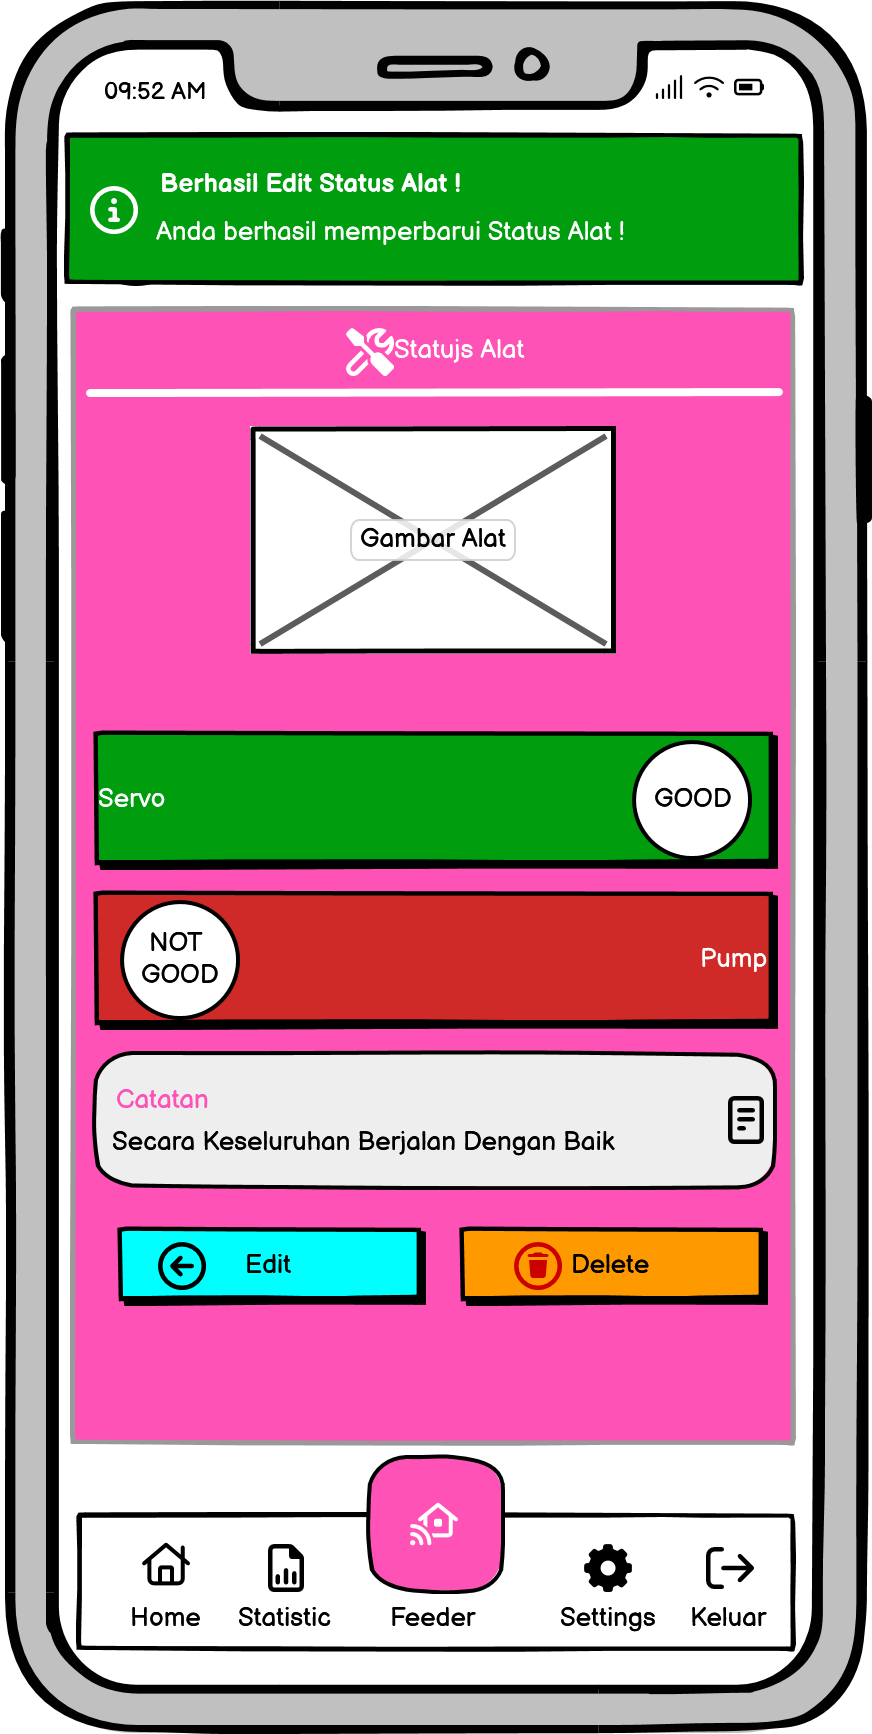 09:52 AM
Berhasil Edit Status Alat !
Anda berhasil memperbarui Status Alat !
Statujs Alat
Gambar Alat
Servo
GOOD
NOT
GOOD
Pump
Catatan
Secara Keseluruhan Berjalan Dengan Baik
Edit
Delete
Home
Statistic
Feeder
Settings
Keluar